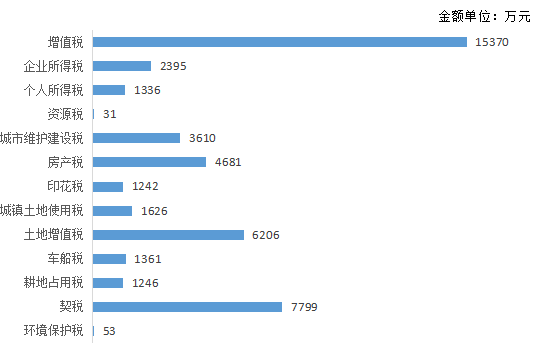 金额单位：万元
增值税 15370
企业所得税 2395
个人所得税 1336
资源税 31
城市维护建设税 3610
房产税 4681
印花税 1242
城镇土地使用税 1626
土地增值税 6206
车船税 1361
耕地占用税 1246
契税 7799
环境保护税 53